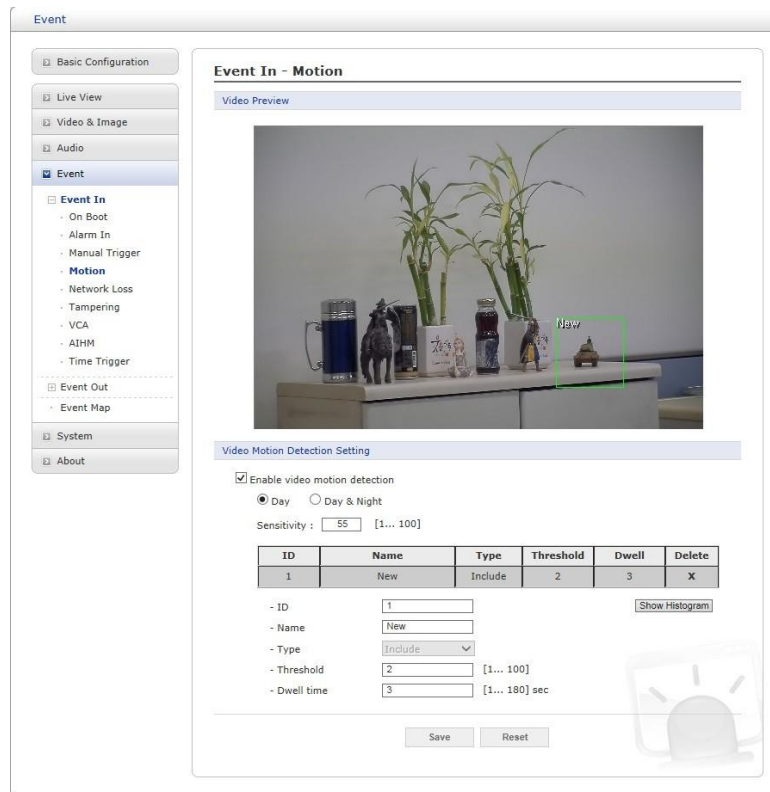 Event
Basic Configuration
Live View
Video & Image
Audio
Event
Event In
On Boot
Alarm In
Manual Trigger
Motion
Network Loss
Tampering
VCA
AIHM
Time Trigger
Event Out
Event Map
System
About
Event In - Motion
Video Preview
New
Video Motion Detection Setting
Enable video motion detection
Day Day & Night
Sensitivity : 55 [1... 100]
ID Name Type Threshold Dwell Delete
1 New Include 2 3 X
- ID 1 Show Histogram
- Name New
- Type Include
- Threshold 2 [1... 100]
- Dwell time 3 [1... 180] sec
Save Reset